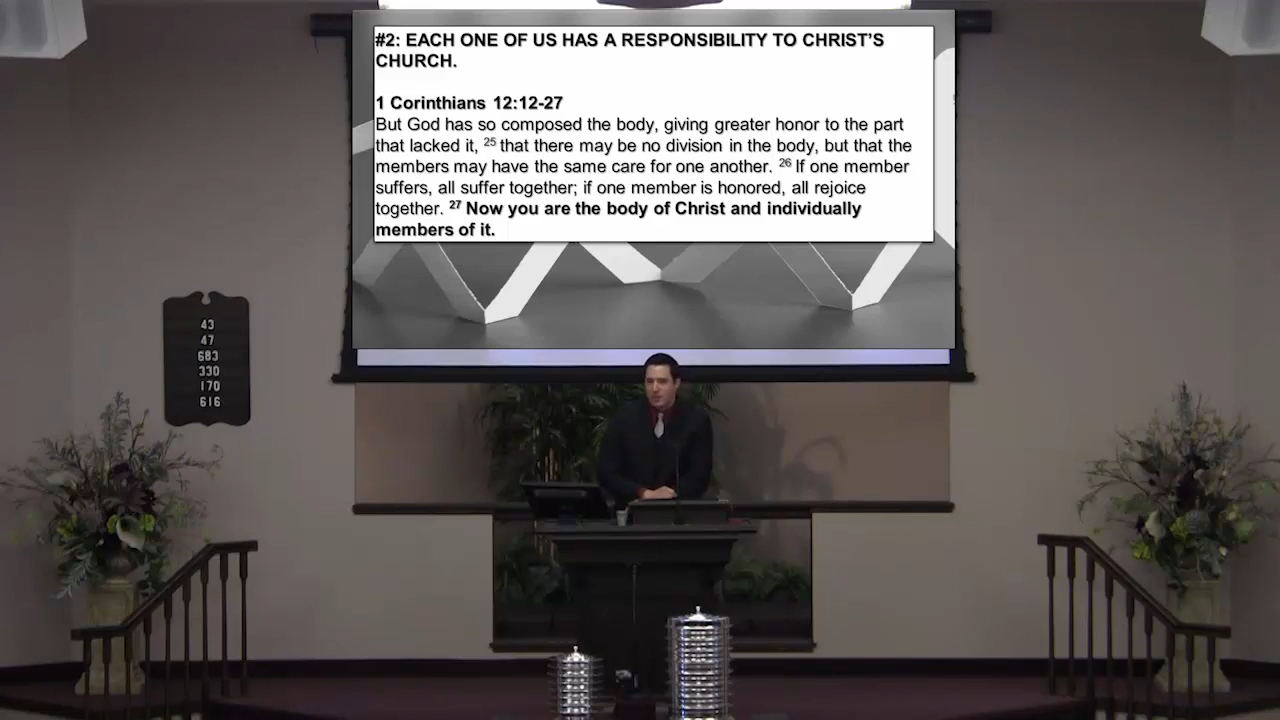 #2: EACH ONE OF US HAS A RESPONSIBILITY TO CHRIST'S
CHURCH.
1 Corinthians 12:12-27
But God has so composed the body, giving greater honor to the part
that lacked it, 25 that there may be no division in the body, but that the
members may have the same care for one another. 26 If one member
suffers, all suffer together; if one member is honored, all rejoice
together. 27 Now you are the body of Christ and individually
members of it.
43
47
683
330
170
616